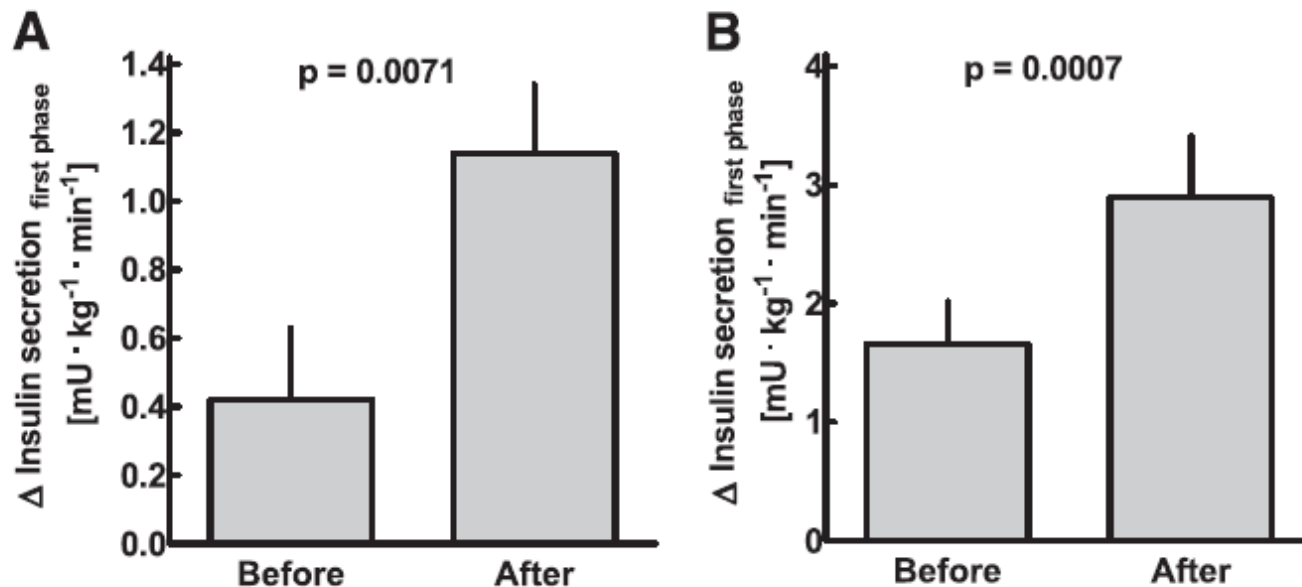 A
Δ Insulin secretion first phase
[mU · kg⁻¹ · min⁻¹]
1.4
1.2
1.0
0.8
0.6
0.4
0.2
0.0
p = 0.0071
Before
After
B
Δ Insulin secretion first phase
[mU · kg⁻¹ · min⁻¹]
4
3
2
1
0
p = 0.0007
Before
After